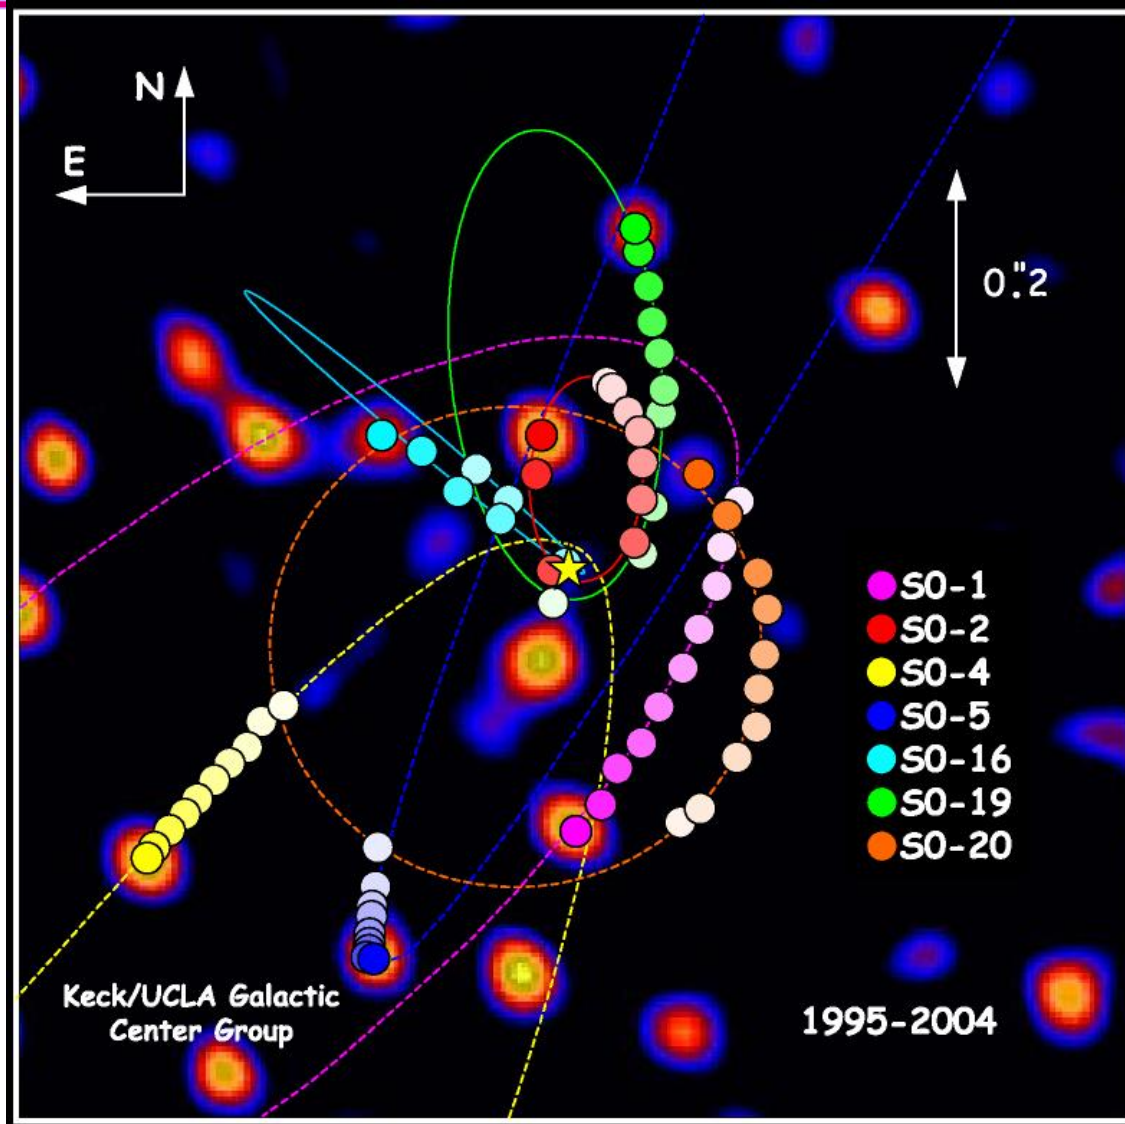 N
E
0."2
S0-1
S0-2
S0-4
S0-5
S0-16
S0-19
S0-20
Keck/UCLA Galactic
Center Group
1995-2004